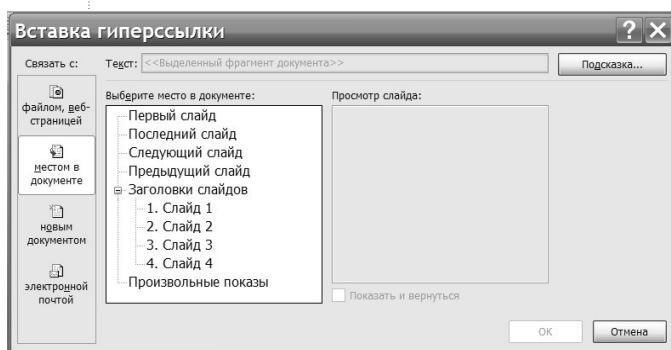 Вставка гиперссылки
Связать с:
Текст: <<Выделенный фрагмент документа>>
Подсказка...
файлом, веб-
страницей
местом в
документе
новым
документом
электронной
почтой
Выберите место в документе:
Первый слайд
Последний слайд
Следующий слайд
Предыдущий слайд
Заголовки слайдов
1. Слайд 1
2. Слайд 2
3. Слайд 3
4. Слайд 4
Произвольные показы
Просмотр слайда:
Показать и вернуться
ОК
Отмена